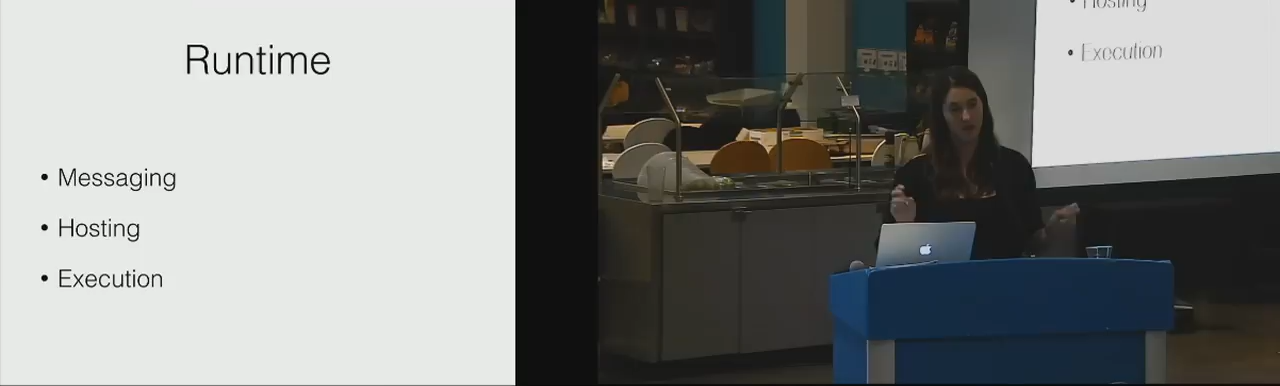 Runtime
• Messaging
• Hosting
• Execution
• Hosting
• Execution